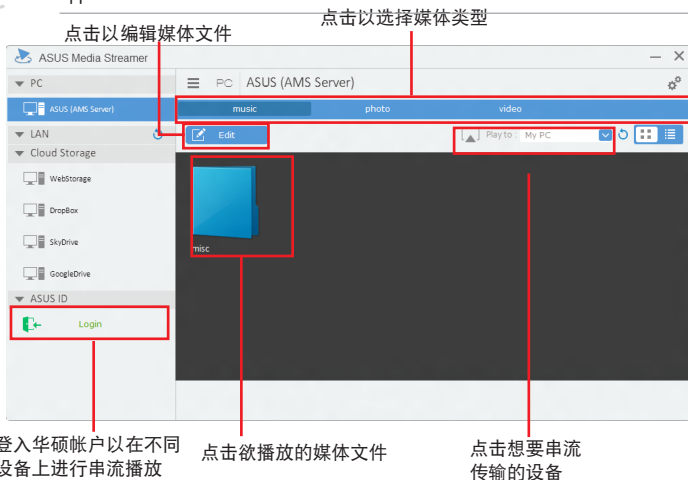 点击以选择媒体类型
点击以编辑媒体文件
ASUS Media Streamer
PC
PC ASUS (AMS Server)
ASUS (AMS Server)
music photo video
LAN
Edit
Play to : My PC
Cloud Storage
WebStorage
DropBox
SkyDrive
misc
GoogleDrive
ASUS ID
Login
登入华硕帐户以在不同
设备上进行串流播放
点击欲播放的媒体文件
点击想要串流
传输的设备